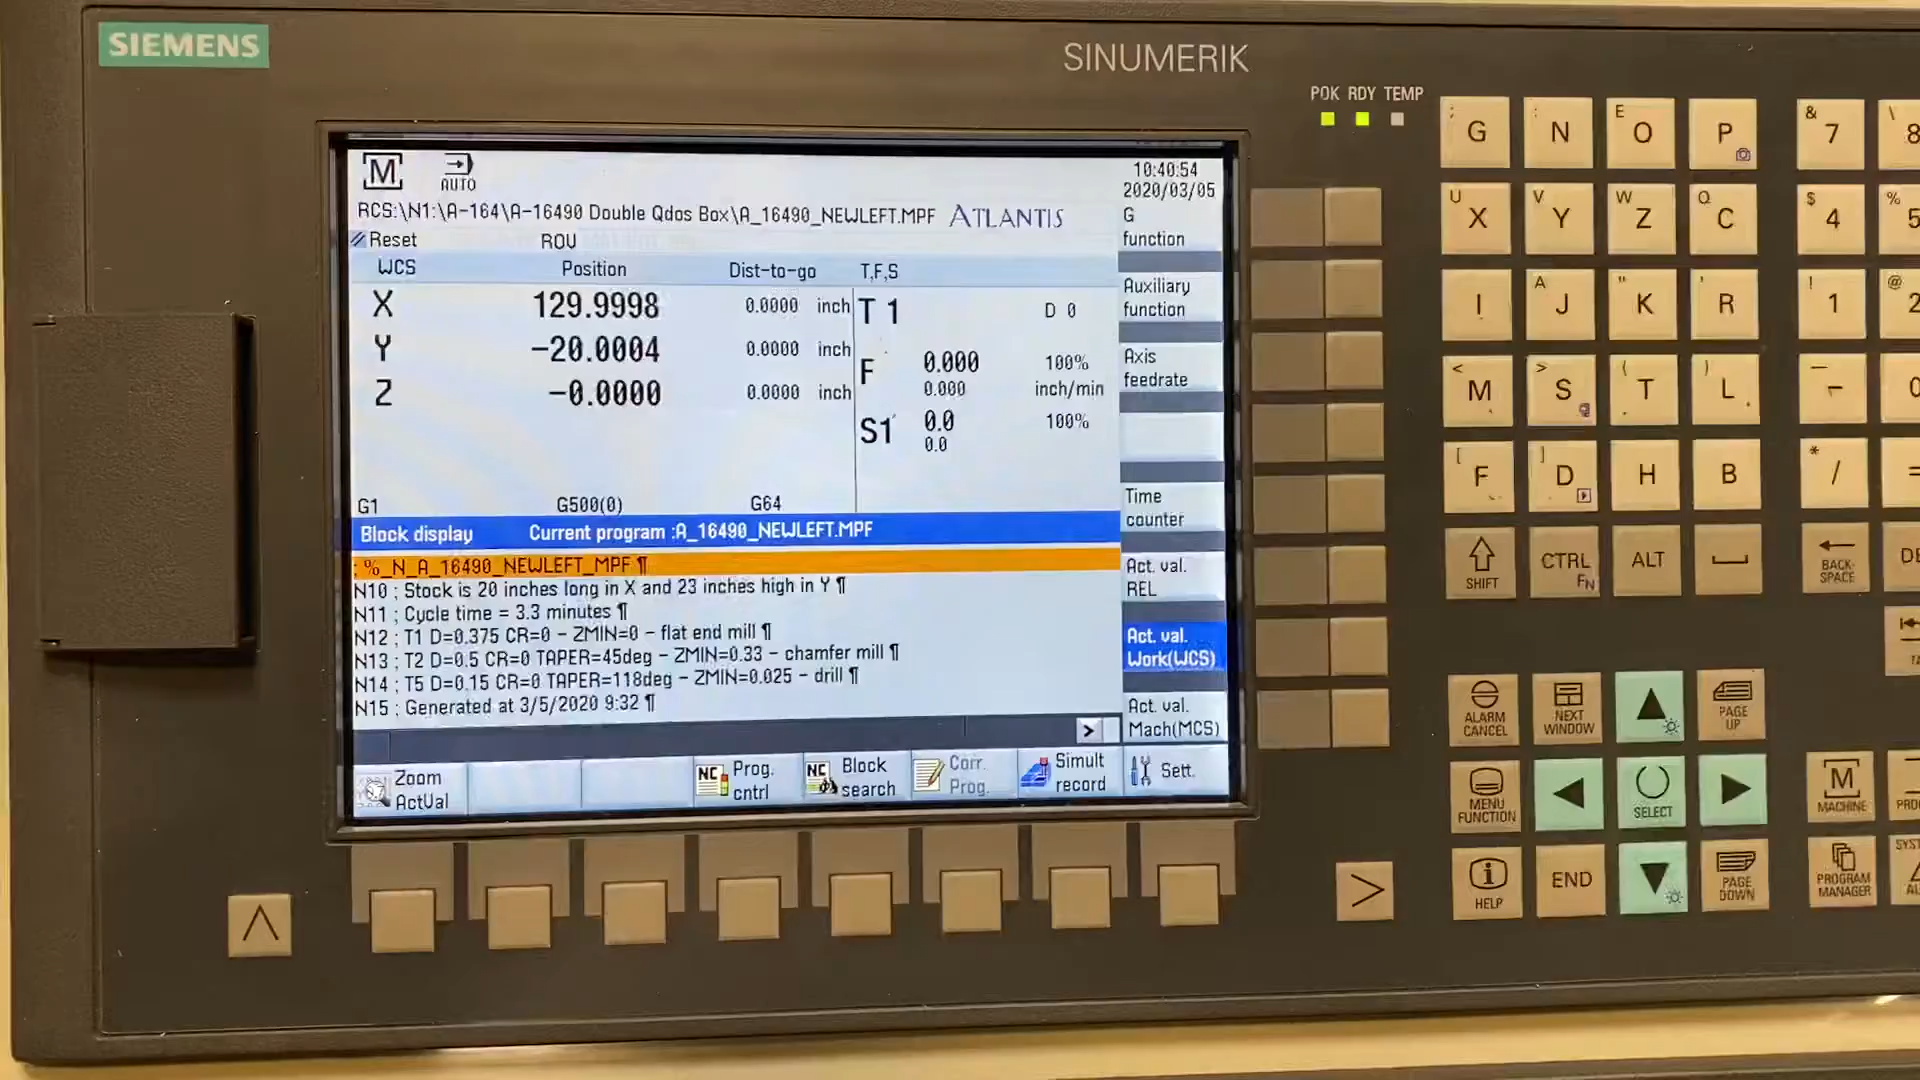 SIEMENS
SINUMERIK
POK RDY TEMP
M
AUTO
10:40:54
2020/03/05
RCS:\N1:\A-164\A-16490 Double Qdos Box\A_16490_NEWLEFT.MPF ATLANTIS
Reset ROV
WCS Position Dist-to-go T,F,S
X 129.9998 0.0000 inch T 1 D 0
Y -20.0004 0.0000 inch F 0.000 100%
0.000 inch/min
Z -0.0000 0.0000 inch S1 0.0 100%
0.0
G1 G500(0) G64
Block display Current program :A_16490_NEWLEFT.MPF
; %_N_A_16490_NEWLEFT_MPF ¶
N10 ; Stock is 20 inches long in X and 23 inches high in Y ¶
N11 ; Cycle time = 3.3 minutes ¶
N12 ; T1 D=0.375 CR=0 - ZMIN=0 - flat end mill ¶
N13 ; T2 D=0.5 CR=0 TAPER=45deg - ZMIN=0.33 - chamfer mill ¶
N14 ; T5 D=0.15 CR=0 TAPER=118deg - ZMIN=0.025 - drill ¶
N15 ; Generated at 3/5/2020 9:32 ¶
>
G
function
Auxiliary
function
Axis
feedrate
Time
counter
Act. val.
REL
Act. val.
Work(WCS)
Act. val.
Mach(MCS)
Zoom
ActVal
NC Prog.
cntrl
NC Block
search
Corr.
Prog.
Simult
record
Sett.
; G : N E O P & 7 \ 8
U X V Y W Z Q C $ 4 % 5
I A J " K ' R ! 1 @ 2
< M > S ( T ) L - 0
[ F ] D H B * / =
SHIFT CTRL FN ALT BACK-SPACE
ALARM CANCEL NEXT WINDOW PAGE UP
MENU FUNCTION SELECT M MACHINE
HELP END PAGE DOWN PROGRAM MANAGER